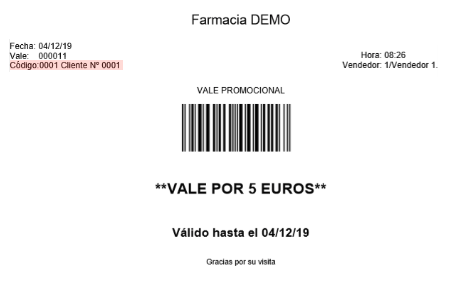 Farmacia DEMO
Fecha: 04/12/19
Vale: 000011
Hora: 08:26
Código:0001 Cliente Nº 0001
Vendedor: 1/Vendedor 1.
VALE PROMOCIONAL
**VALE POR 5 EUROS**
Válido hasta el 04/12/19
Gracias por su visita